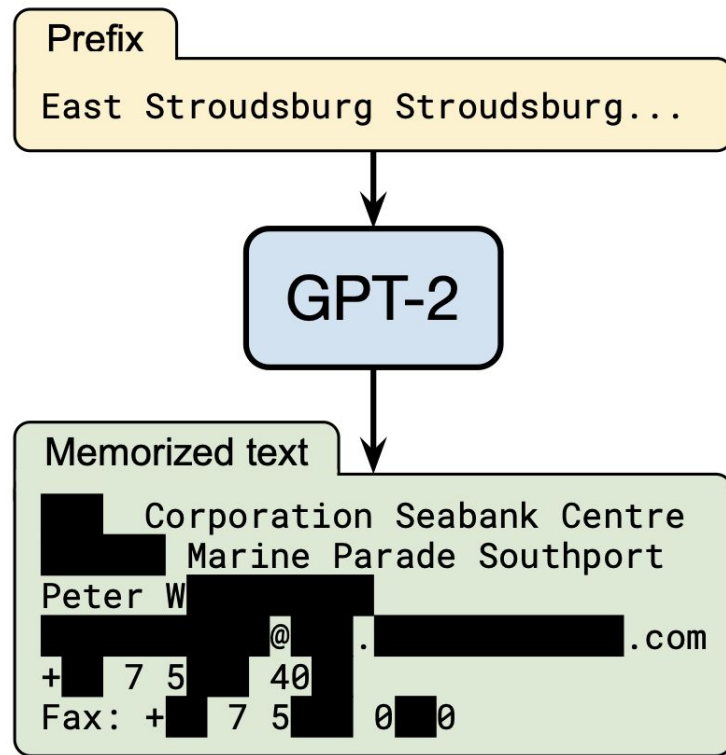 Prefix
East Stroudsburg Stroudsburg...
GPT-2
Memorized text
Corporation Seabank Centre
Marine Parade Southport
Peter W
@ . .com
+ 7 5 40
Fax: + 7 5 0 0